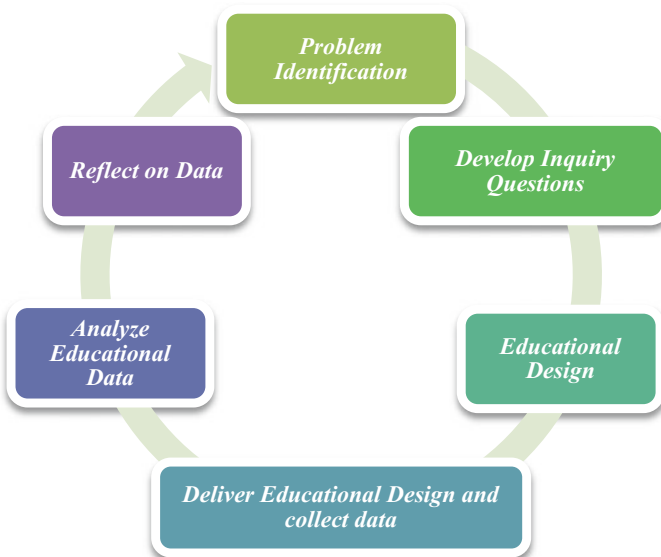 Problem
Identification
Develop Inquiry
Questions
Educational
Design
Deliver Educational Design and
collect data
Analyze
Educational
Data
Reflect on Data